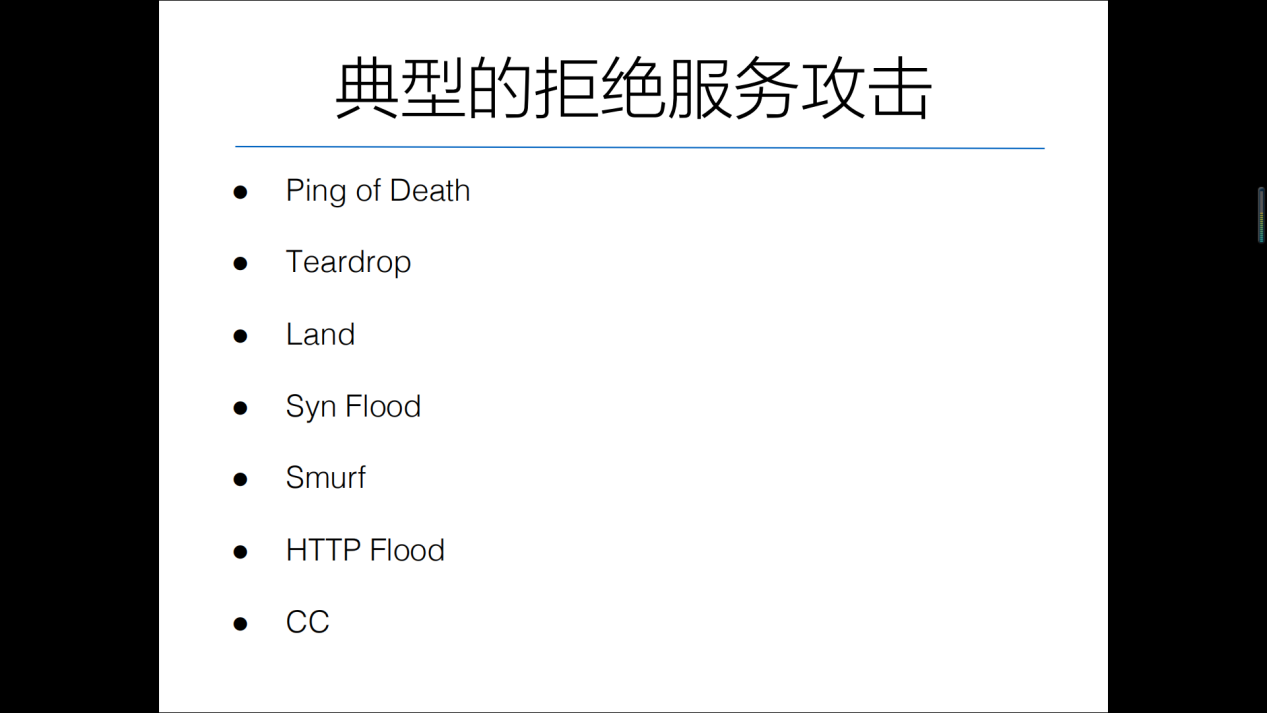 典型的拒绝服务攻击
● Ping of Death
● Teardrop
● Land
● Syn Flood
● Smurf
● HTTP Flood
● CC